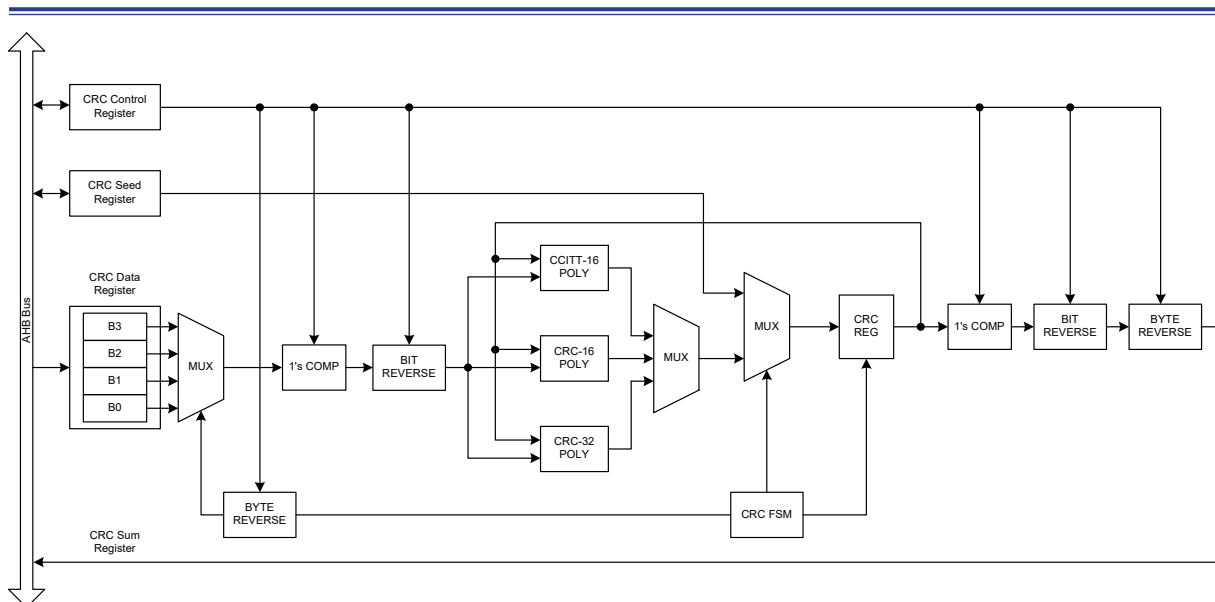 CRC Control
Register
CRC Seed
Register
AHB Bus
CRC Data
Register
B3
B2
B1
B0
MUX
1's COMP
BIT
REVERSE
CCITT-16
POLY
CRC-16
POLY
CRC-32
POLY
MUX
MUX
CRC
REG
1's COMP
BIT
REVERSE
BYTE
REVERSE
BYTE
REVERSE
CRC FSM
CRC Sum
Register